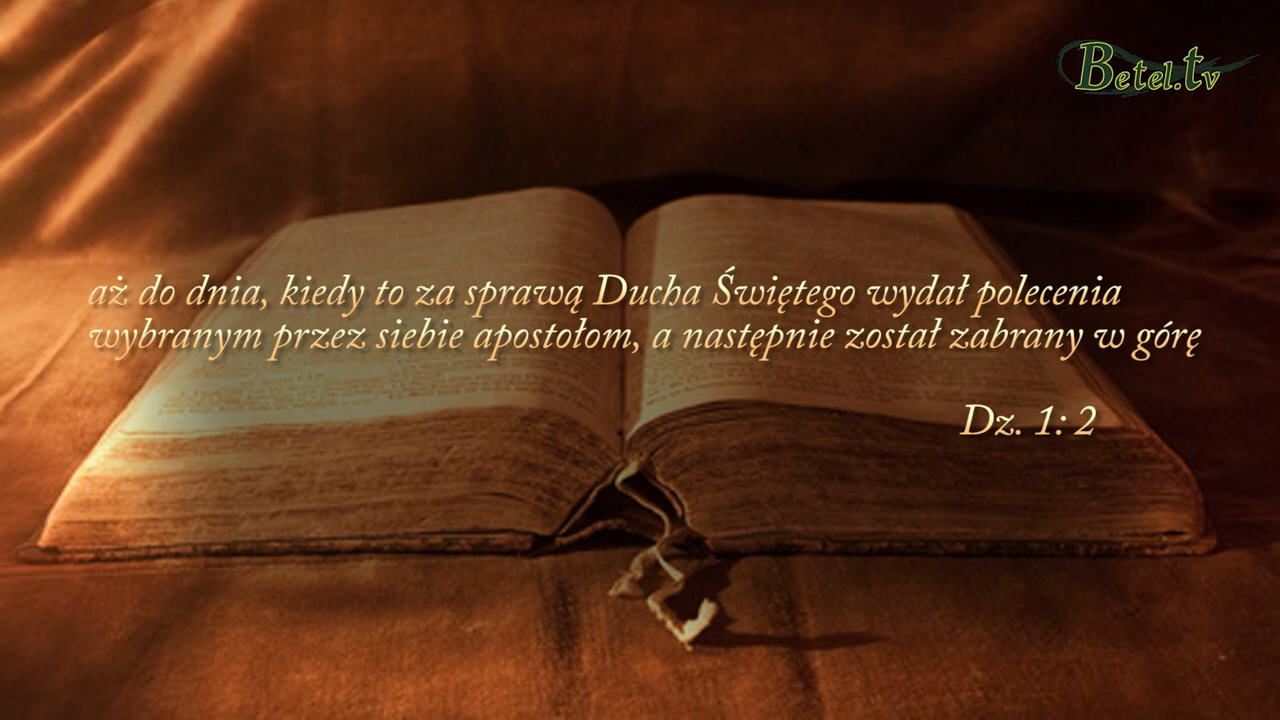 Betel.tv
aż do dnia, kiedy to za sprawą Ducha Świętego wydał polecenia
wybranym przez siebie apostołom, a następnie został zabrany w górę
Dz. 1: 2